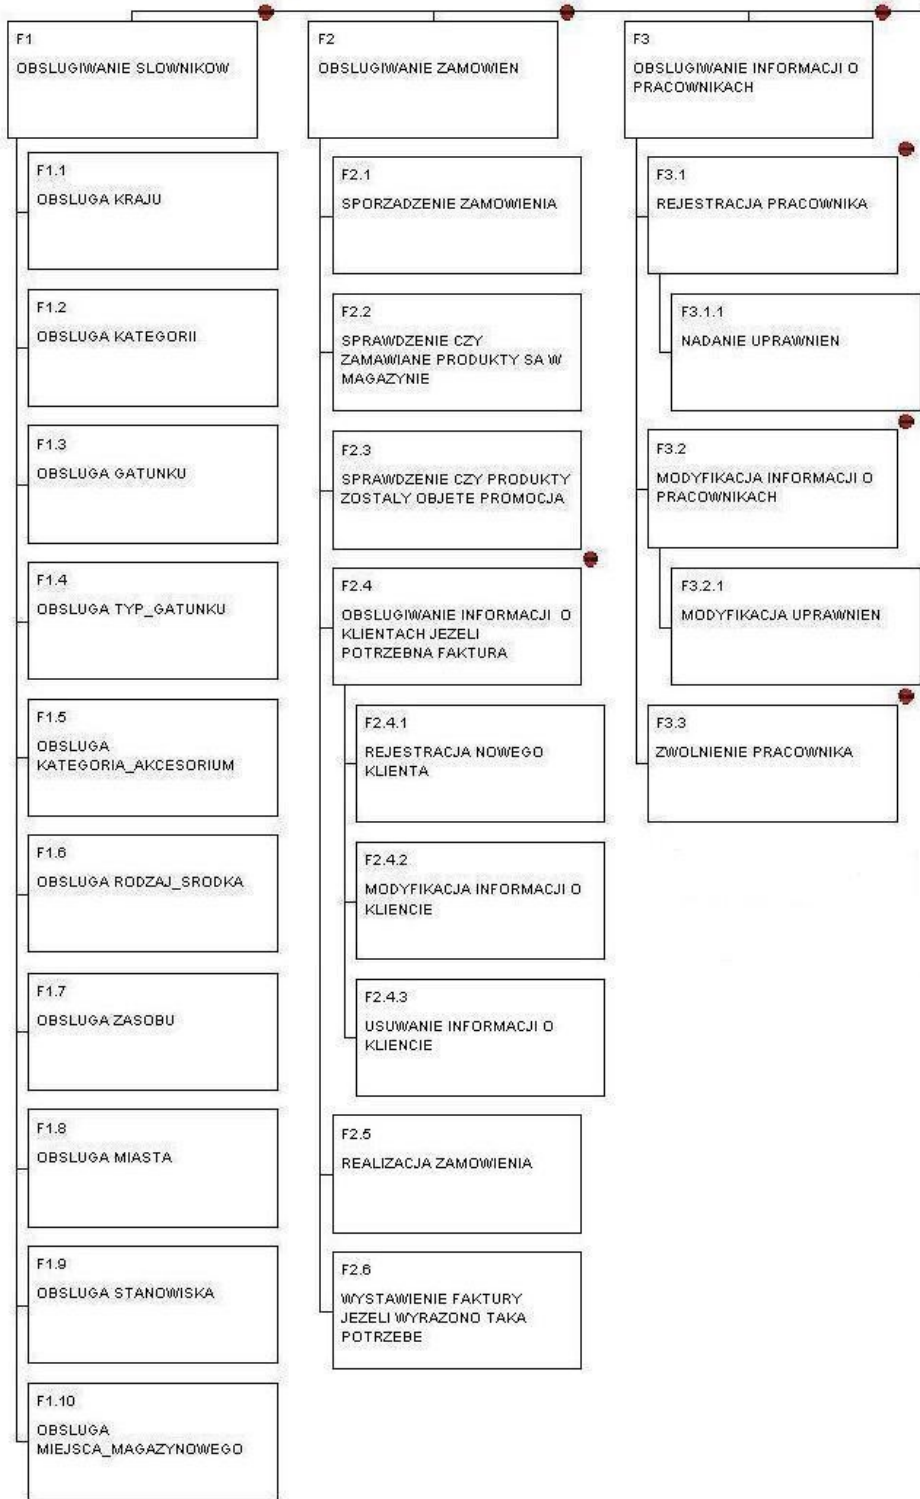 F1
OBSLUGIWANIE SLOWNIKOW
F1.1
OBSLUGA KRAJU
F1.2
OBSLUGA KATEGORII
F1.3
OBSLUGA GATUNKU
F1.4
OBSLUGA TYP_GATUNKU
F1.5
OBSLUGA
KATEGORIA_AKCESORIUM
F1.6
OBSLUGA RODZAJ_SRODKA
F1.7
OBSLUGA ZASOBU
F1.8
OBSLUGA MIASTA
F1.9
OBSLUGA STANOWISKA
F1.10
OBSLUGA
MIEJSCA_MAGAZYNOWEGO
F2
OBSLUGIWANIE ZAMOWIEN
F2.1
SPORZADZENIE ZAMOWIENIA
F2.2
SPRAWDZENIE CZY
ZAMAWIANE PRODUKTY SA W
MAGAZYNIE
F2.3
SPRAWDZENIE CZY PRODUKTY
ZOSTALY OBJETE PROMOCJA
F2.4
OBSLUGIWANIE INFORMACJI O
KLIENTACH JEZELI
POTRZEBNA FAKTURA
F2.4.1
REJESTRACJA NOWEGO
KLIENTA
F2.4.2
MODYFIKACJA INFORMACJI O
KLIENCIE
F2.4.3
USUWANIE INFORMACJI O
KLIENCIE
F2.5
REALIZACJA ZAMOWIENIA
F2.6
WYSTAWIENIE FAKTURY
JEZELI WYRAZONO TAKA
POTRZEBE
F3
OBSLUGIWANIE INFORMACJI O
PRACOWNIKACH
F3.1
REJESTRACJA PRACOWNIKA
F3.1.1
NADANIE UPRAWNIEN
F3.2
MODYFIKACJA INFORMACJI O
PRACOWNIKACH
F3.2.1
MODYFIKACJA UPRAWNIEN
F3.3
ZWOLNIENIE PRACOWNIKA